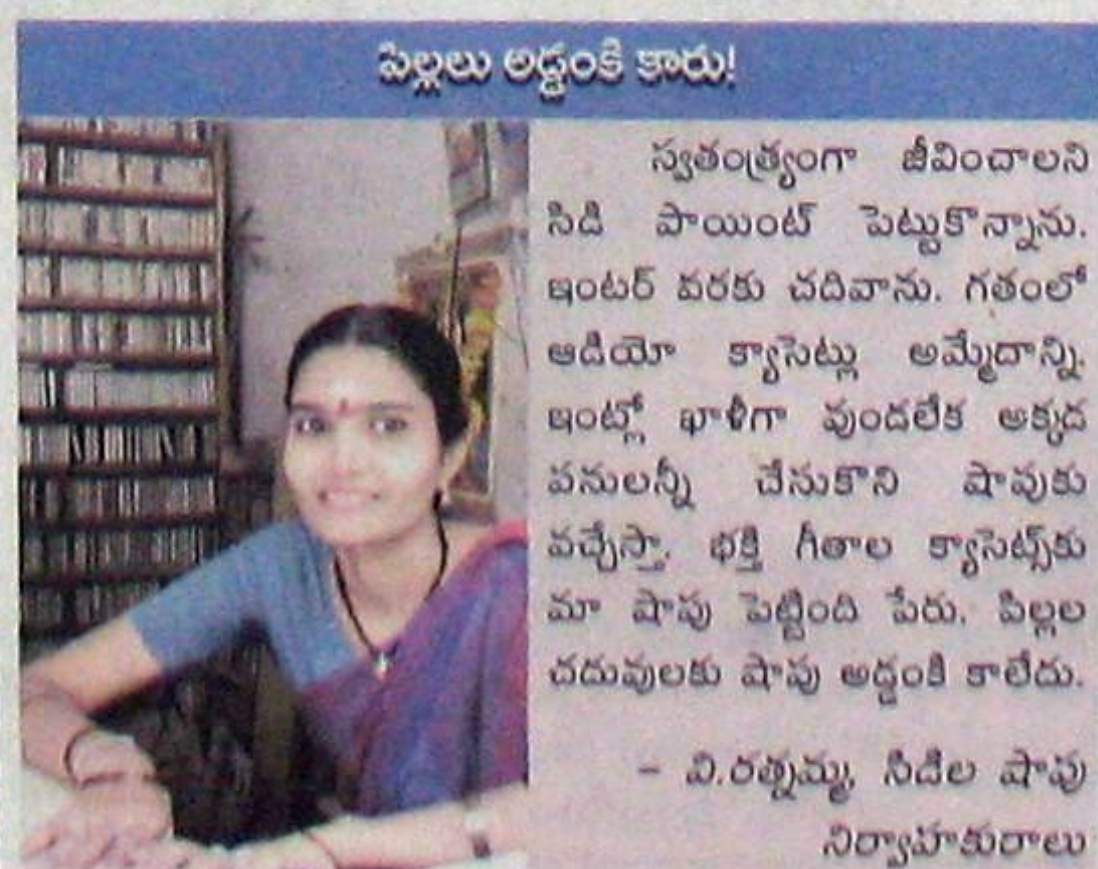 పిల్లలు అడ్డంకి కారు!
స్వతంత్ర్యంగా జీవించాలని
సిడి పాయింట్ పెట్టుకొన్నాను.
ఇంటర్ వరకు చదివాను. గతంలో
ఆడియో క్యాసెట్లు అమ్మేదాన్ని.
ఇంట్లో ఖాళీగా వుండలేక అక్కడ
పనులన్నీ చేసుకొని షాపుకు
వచ్చేస్తా. భక్తి గీతాల క్యాసెట్స్‌కు
మా షాపు పెట్టింది పేరు. పిల్లల
చదువులకు షాపు అడ్డంకి కాలేదు.
– వి.రత్నమ్మ, సీడీల షాపు
నిర్వాహకురాలు